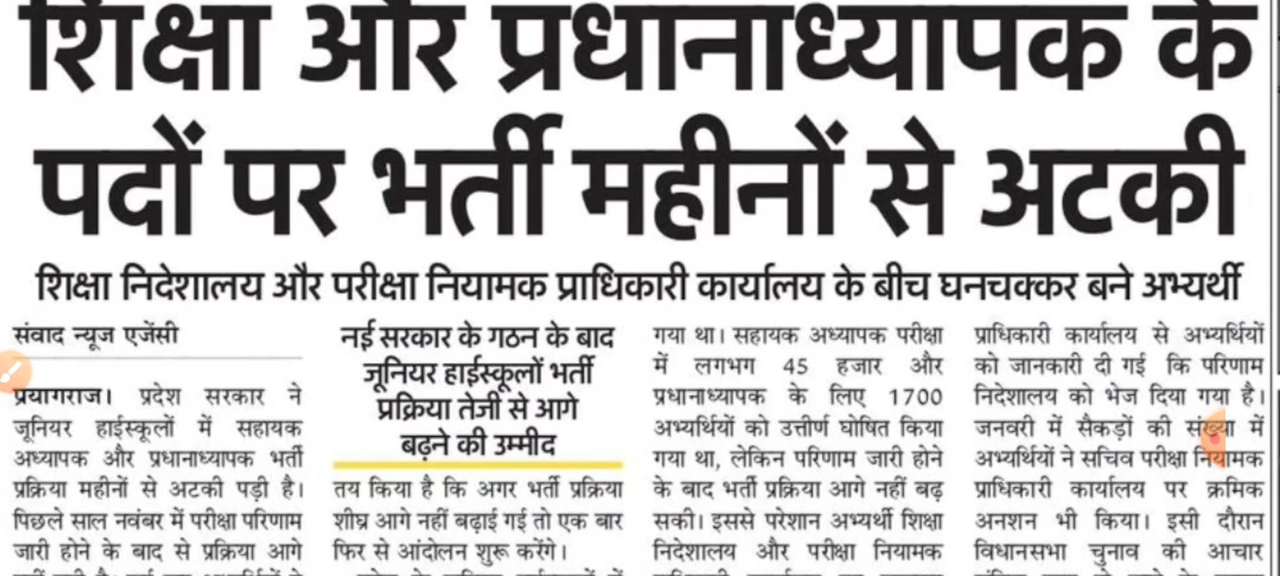 शिक्षा और प्रधानाध्यापक के
पदों पर भर्ती महीनों से अटकी
शिक्षा निदेशालय और परीक्षा नियामक प्राधिकारी कार्यालय के बीच घनचक्कर बने अभ्यर्थी
संवाद न्यूज एजेंसी
प्रयागराज। प्रदेश सरकार ने
जूनियर हाईस्कूलों में सहायक
अध्यापक और प्रधानाध्यापक भर्ती
प्रक्रिया महीनों से अटकी पड़ी है।
पिछले साल नवंबर में परीक्षा परिणाम
जारी होने के बाद से प्रक्रिया आगे
नई सरकार के गठन के बाद
जूनियर हाईस्कूलों भर्ती
प्रक्रिया तेजी से आगे
बढ़ने की उम्मीद
तय किया है कि अगर भर्ती प्रक्रिया
शीघ्र आगे नहीं बढ़ाई गई तो एक बार
फिर से आंदोलन शुरू करेंगे।
गया था। सहायक अध्यापक परीक्षा
में लगभग 45 हजार और
प्रधानाध्यापक के लिए 1700
अभ्यर्थियों को उत्तीर्ण घोषित किया
गया था, लेकिन परिणाम जारी होने
के बाद भर्ती प्रक्रिया आगे नहीं बढ़
सकी। इससे परेशान अभ्यर्थी शिक्षा
निदेशालय और परीक्षा नियामक
प्राधिकारी कार्यालय से अभ्यर्थियों
को जानकारी दी गई कि परिणाम
निदेशालय को भेज दिया गया है।
जनवरी में सैकड़ों की संख्या में
अभ्यर्थियों ने सचिव परीक्षा नियामक
प्राधिकारी कार्यालय पर क्रमिक
अनशन भी किया। इसी दौरान
विधानसभा चुनाव की आचार